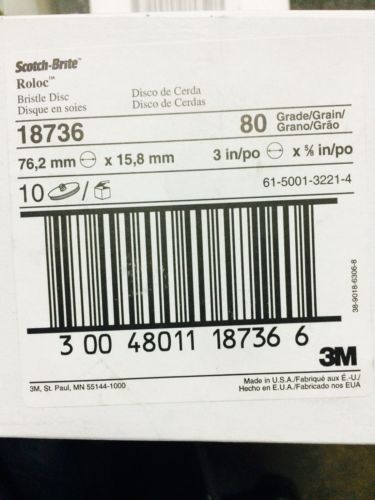 Scotch-Brite™
Roloc™
Bristle Disc
Disque en soies
Disco de Cerda
Disco de Cerdas
18736
80 Grade/Grain/
Grano/Grão
76,2 mm x 15,8 mm
3 in/po x ⅝ in/po
10 /
61-5001-3221-4
38-9018-6306-8
3 00 48011 18736 6
3M
3M, St. Paul, MN 55144-1000
Made in U.S.A./Fabriqué aux É.-U./
Hecho en E.U.A./Fabricado nos EUA